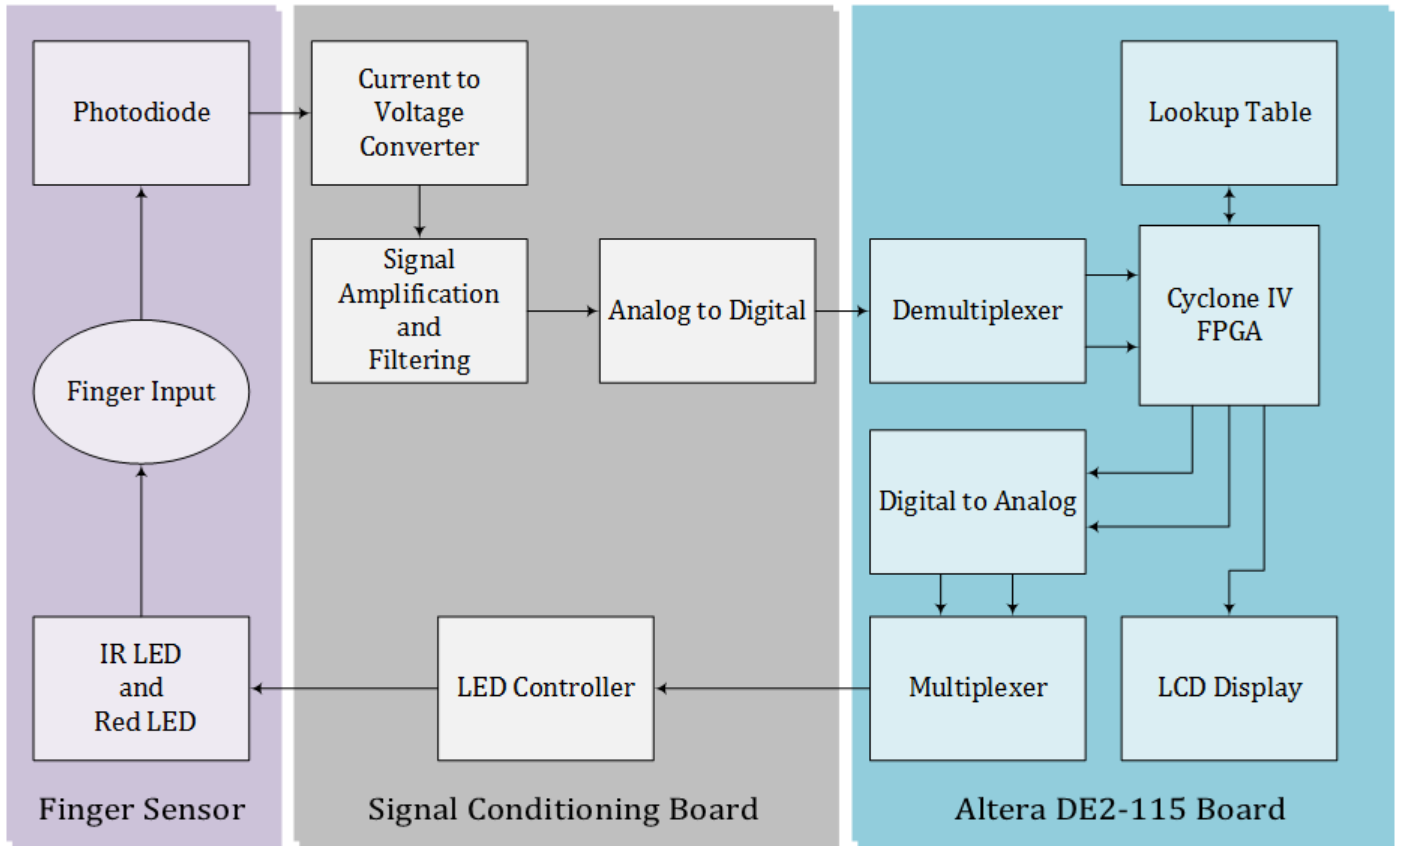 Photodiode
Finger Input
IR LED
and
Red LED
Finger Sensor
Current to
Voltage
Converter
Signal
Amplification
and
Filtering
Analog to Digital
LED Controller
Signal Conditioning Board
Lookup Table
Demultiplexer
Cyclone IV
FPGA
Digital to Analog
Multiplexer
LCD Display
Altera DE2-115 Board